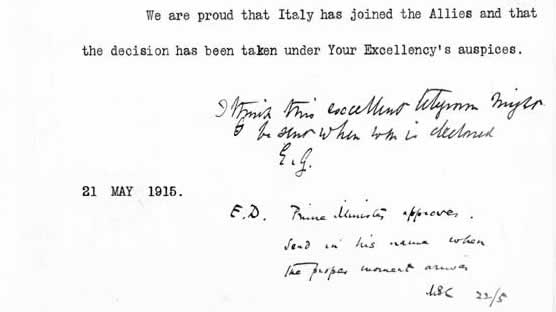 We are proud that Italy has joined the Allies and that
the decision has been taken under Your Excellency's auspices.
I think this excellent telegram might
be sent when war is declared
E.G.
21 MAY 1915.
E.D. Prime Minister approves.
Send in his name when
the proper moment arrives
22/5